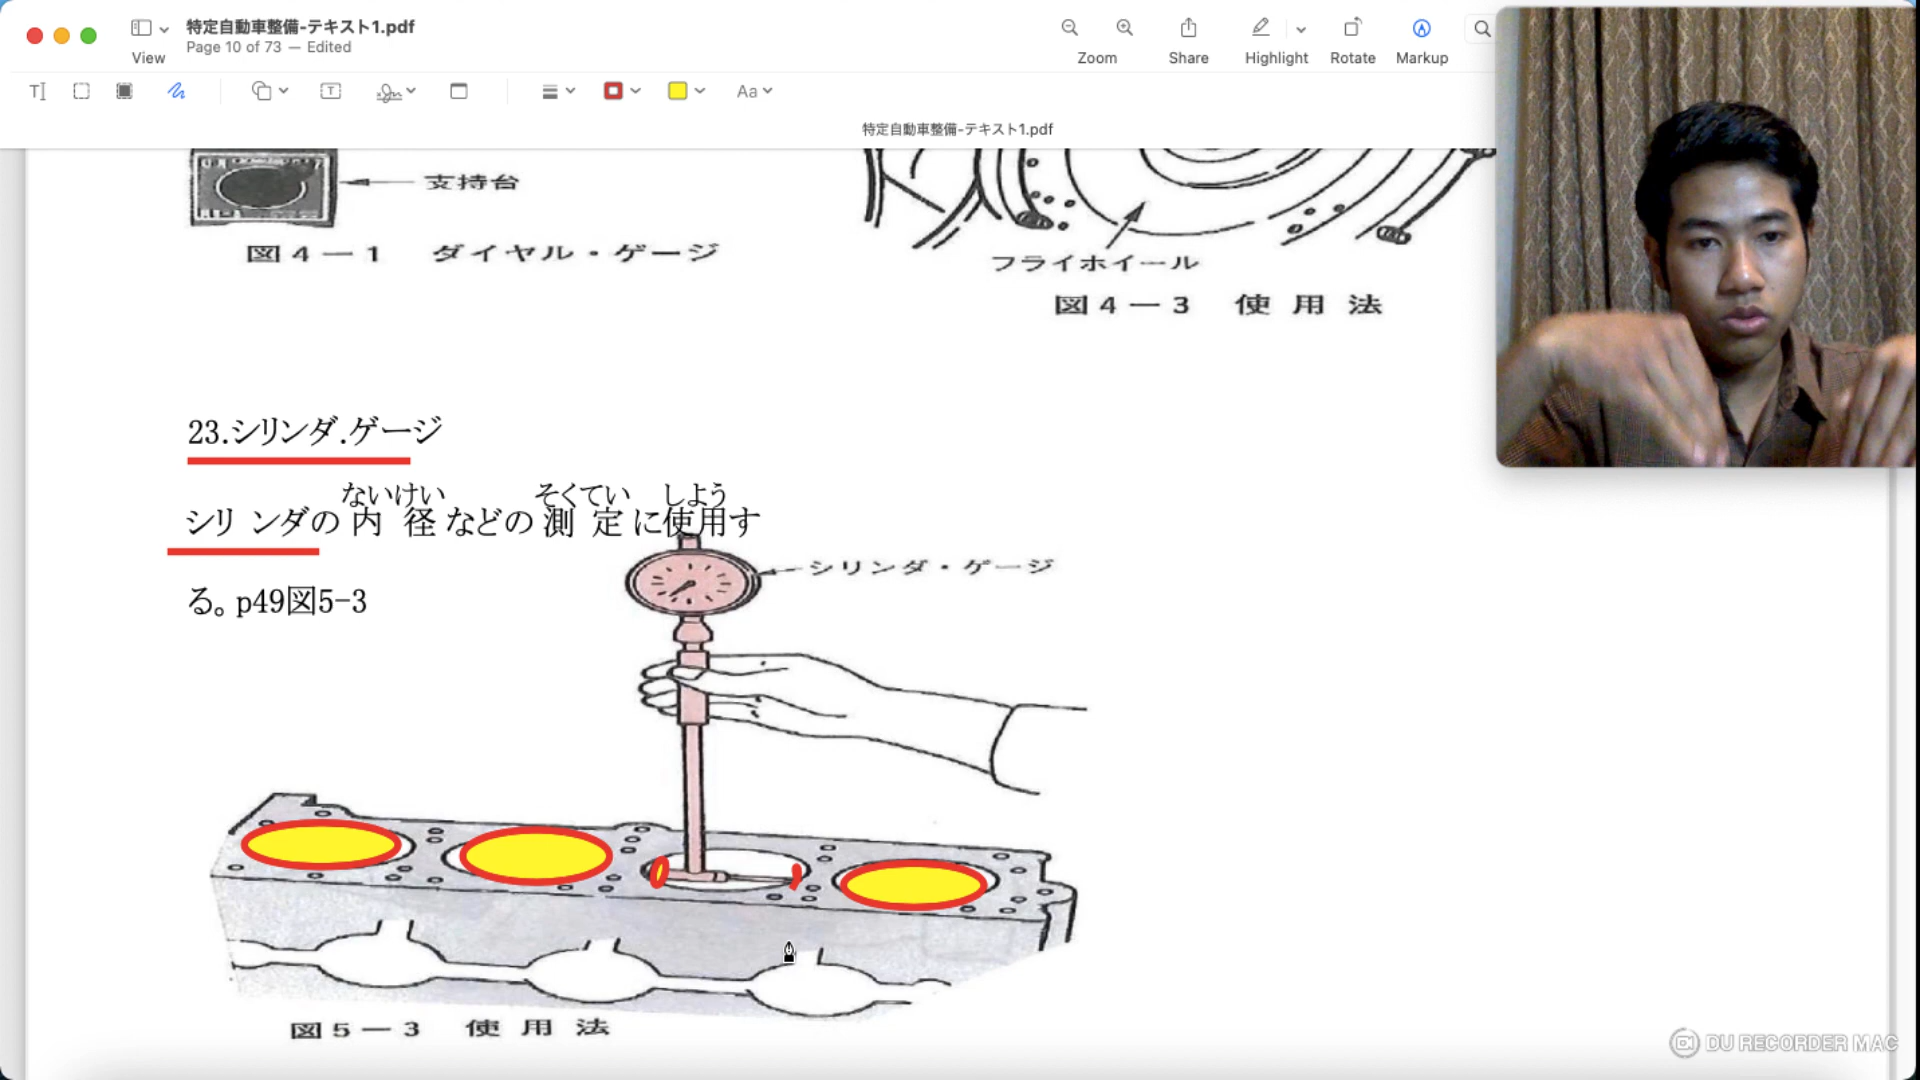 特定自動車整備-テキスト1.pdf
Page 10 of 73 — Edited
View
Zoom
Share
Highlight
Rotate
Markup
Aa
特定自動車整備-テキスト1.pdf
支持台
図4－1 ダイヤル・ゲージ
フライホイール
図4－3 使用法
23.シリンダ.ゲージ
ないけい そくてい しよう
シリンダの内径などの測定に使用す
る。p49図5-3
シリンダ・ゲージ
図5－3 使用法
DU RECORDER MAC